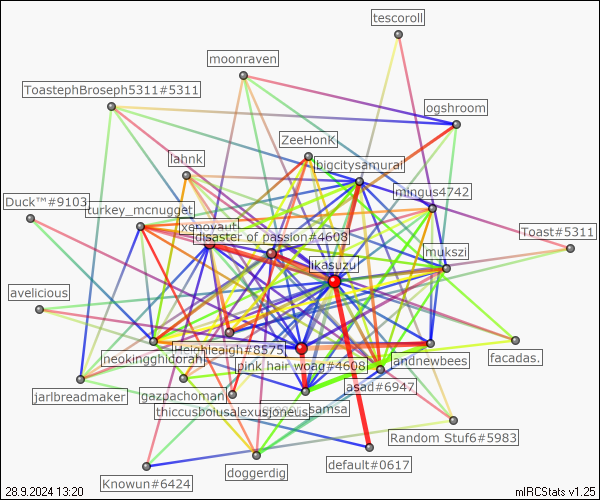 tescoroll
moonraven
ToastephBroseph5311#5311
ogshroom
ZeeHonK
lahnk
bigcitysamurai
mingus4742
Duck™#9103
turkey_mcnugget
xenovaut
disaster of passion#4608
Toast#5311
mukszi
ikasuzu
avelicious
Heighleigh#8575
neokingghidorah
pink hair woag#4608
andnewbees
facadas.
asad#6947
jarlbreadmaker
gazpachoman
samsa
Random Stuf6#5983
doggerdig
default#0617
Knowun#6424
28.9.2024 13:20
mIRCStats v1.25